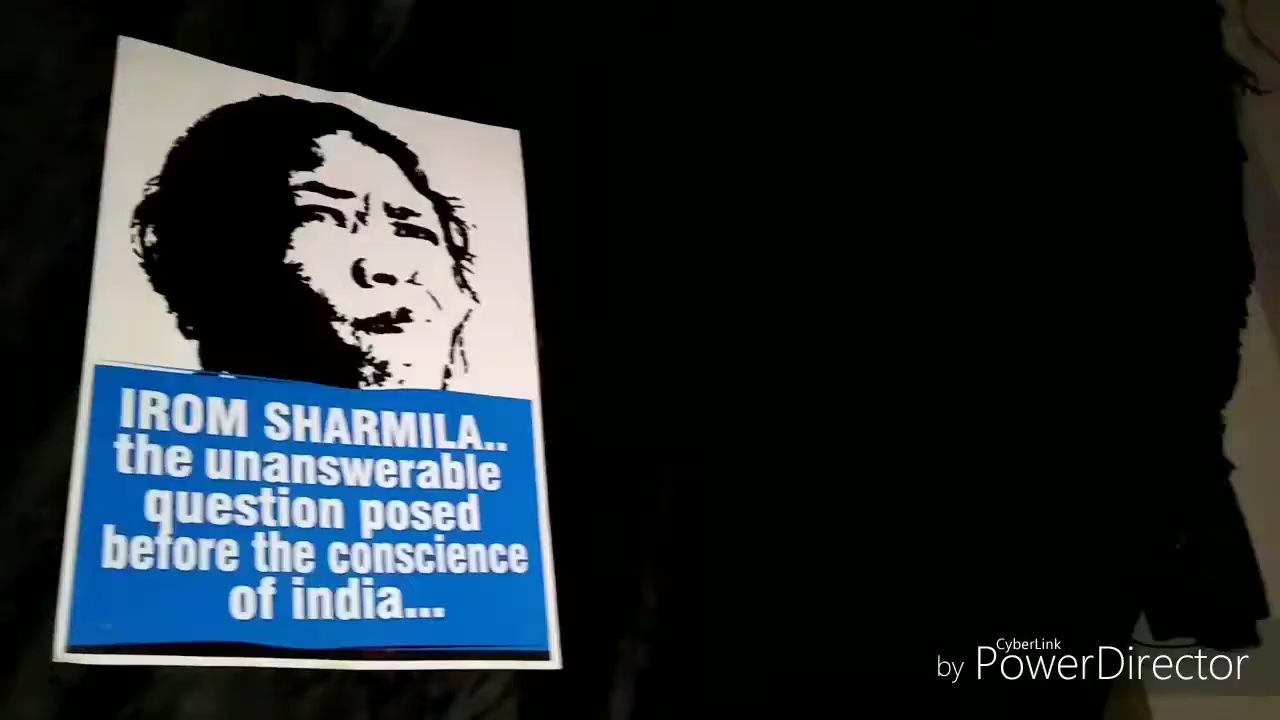 IROM SHARMILA..
the unanswerable
question posed
before the conscience
of india...
CyberLink
by PowerDirector